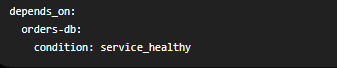 depends_on:
  orders-db:
    condition: service_healthy